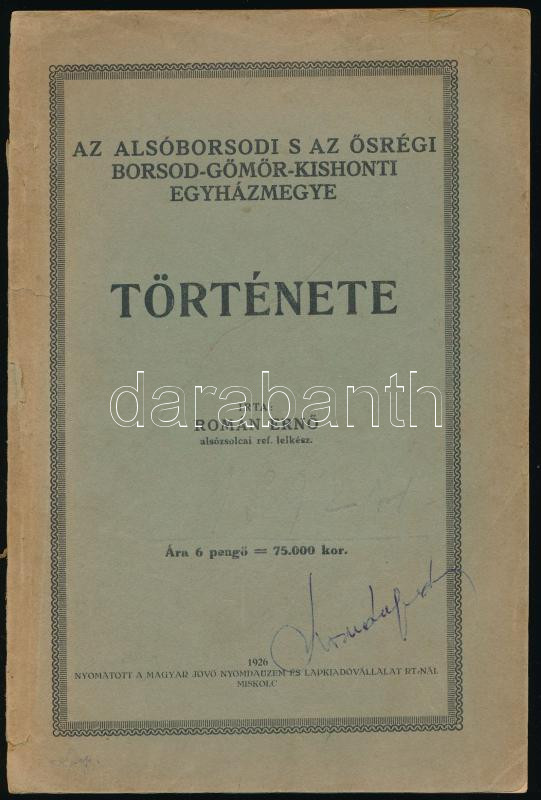 AZ ALSÓBORSODI S AZ ŐSRÉGI
BORSOD-GÖMÖR-KISHONTI
EGYHÁZMEGYE
TÖRTÉNETE
darabanth
IRTA:
ROMÁN ERNŐ
alsózsolcai ref. lelkész.
Ára 6 pengő = 75.000 kor.
1926
NYOMATOTT A MAGYAR JÖVŐ NYOMDAÜZEM ÉS LAPKIADÓVÁLLALAT RT.-NÁL
MISKOLC